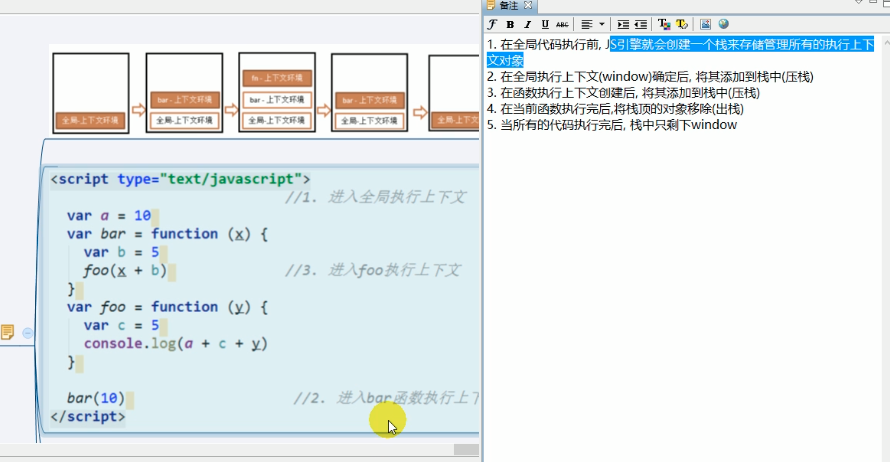 备注
F B I U ABC
fn - 上下文环境
bar - 上下文环境 bar - 上下文环境 bar - 上下文环境
全局-上下文环境 全局-上下文环境 全局-上下文环境 全局-上下文环境 全局-上下文
<script type="text/javascript">
//1. 进入全局执行上下文
var a = 10
var bar = function (x) {
var b = 5
foo(x + b) //3. 进入foo执行上下文
}
var foo = function (y) {
var c = 5
console.log(a + c + y)
}
bar(10) //2. 进入bar函数执行上下
</script>
1. 在全局代码执行前, JS引擎就会创建一个栈来存储管理所有的执行上下
文对象
2. 在全局执行上下文(window)确定后, 将其添加到栈中(压栈)
3. 在函数执行上下文创建后, 将其添加到栈中(压栈)
4. 在当前函数执行完后,将栈顶的对象移除(出栈)
5. 当所有的代码执行完后, 栈中只剩下window